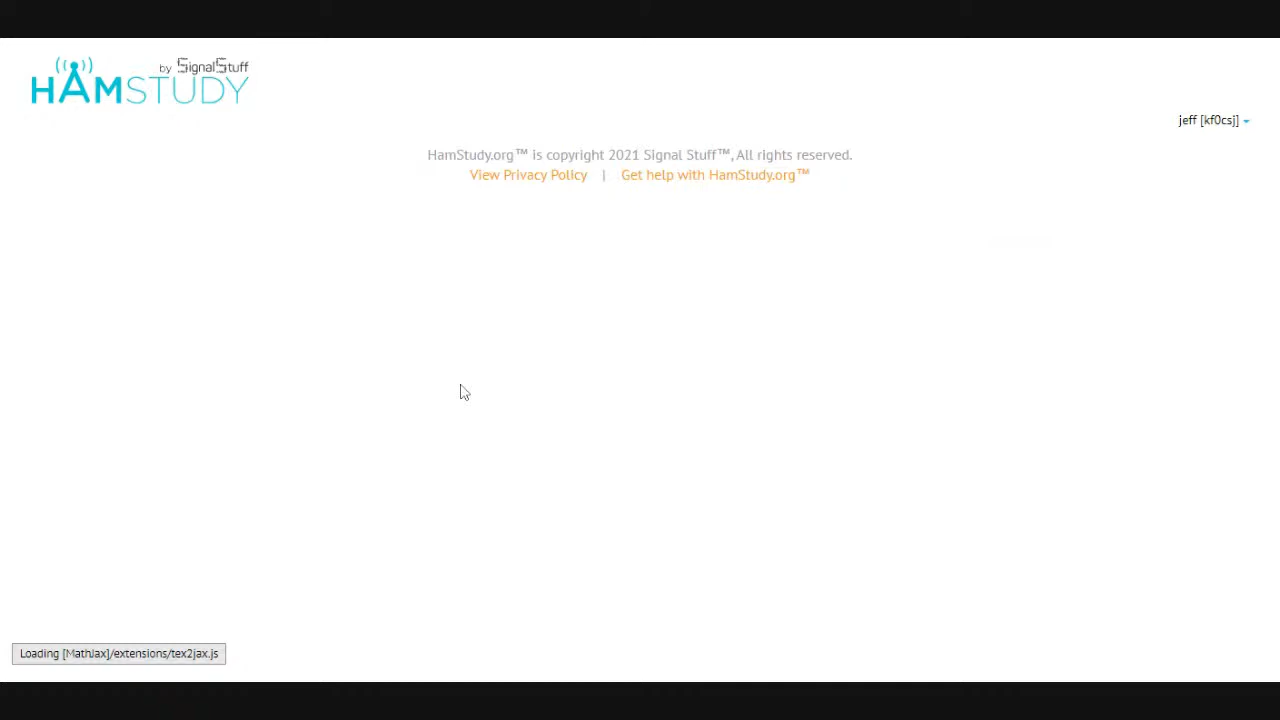 by SignalStuff
HAMSTUDY
jeff [kf0csj]
HamStudy.org™ is copyright 2021 Signal Stuff™, All rights reserved.
View Privacy Policy | Get help with HamStudy.org™
Loading [MathJax]/extensions/tex2jax.js